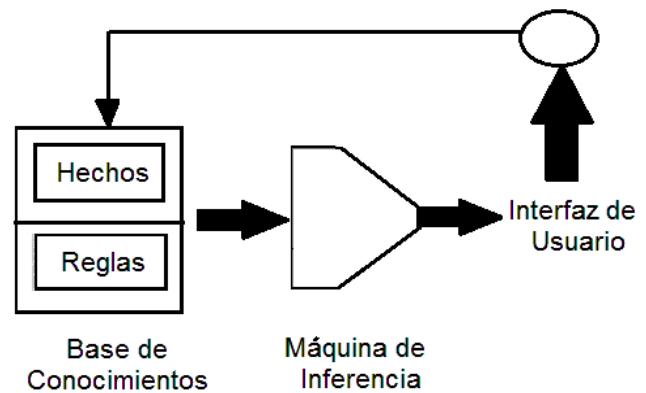 Hechos
Reglas
Base de
Conocimientos
Máquina de
Inferencia
Interfaz de
Usuario